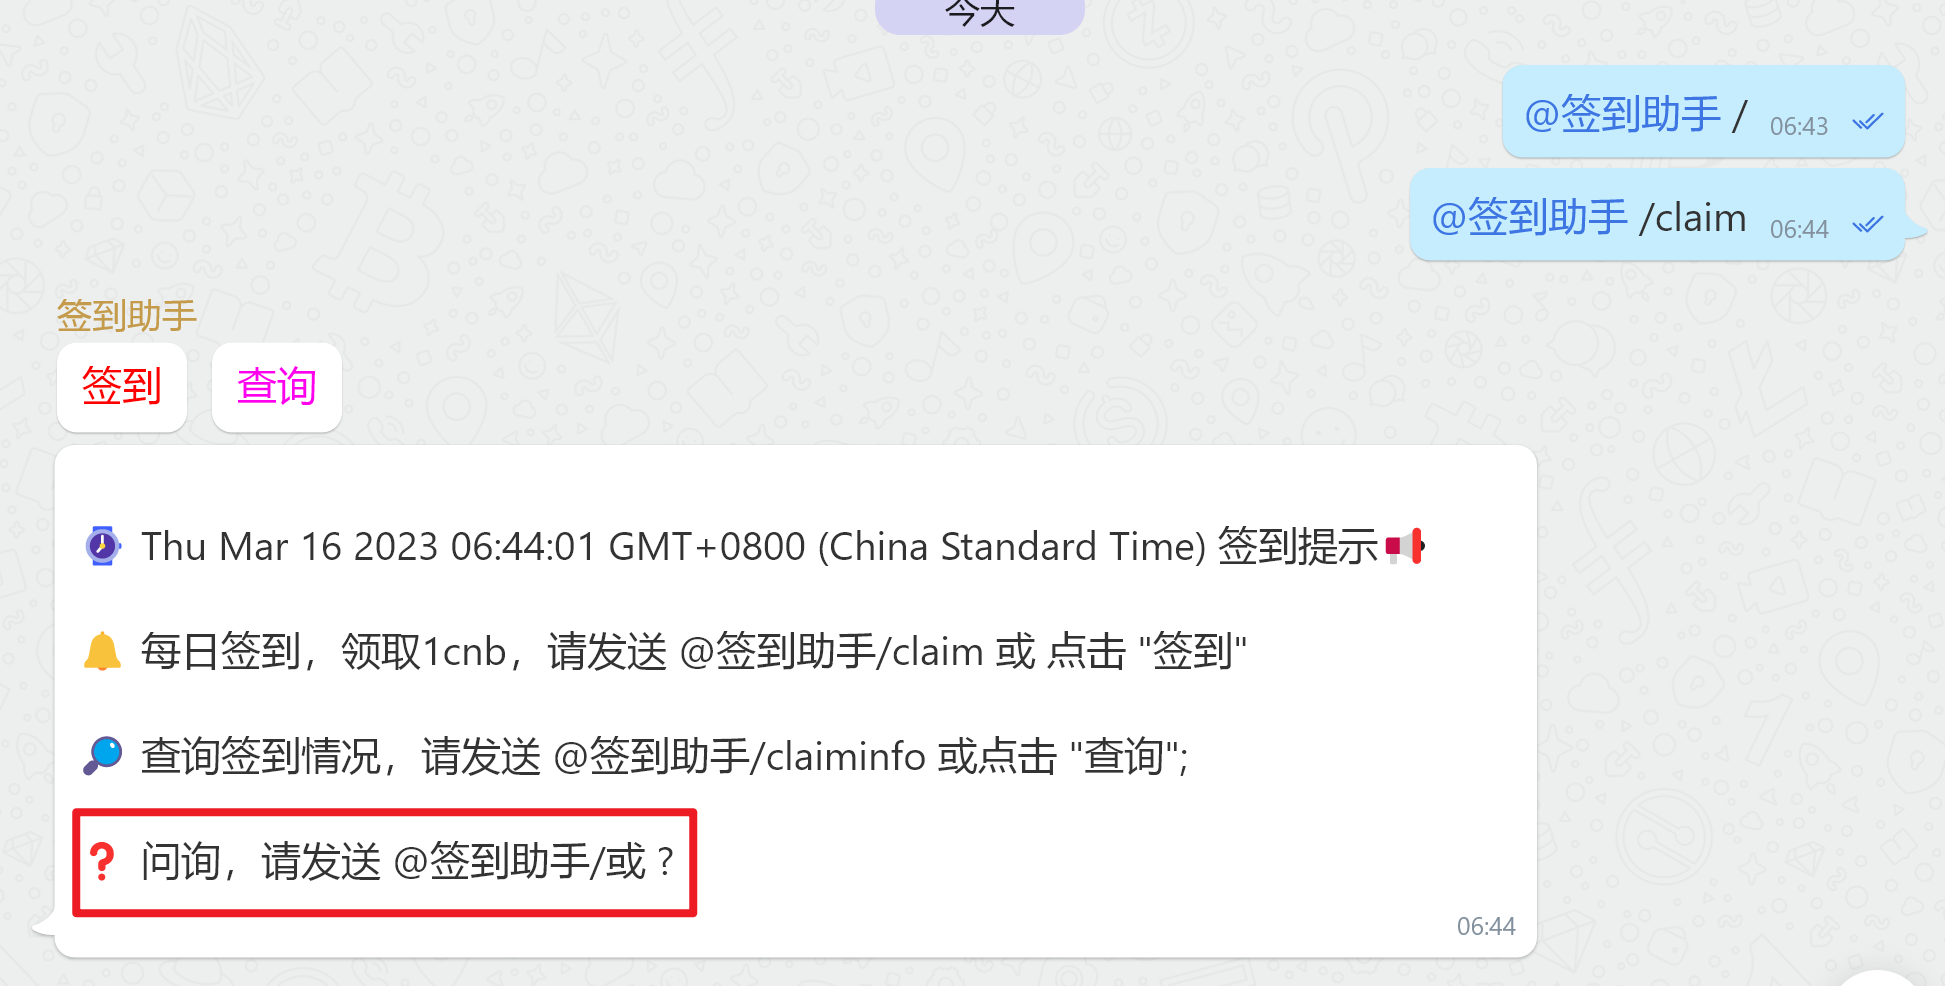 今天
@签到助手 / 06:43
@签到助手 /claim 06:44
签到助手
签到 查询
Thu Mar 16 2023 06:44:01 GMT+0800 (China Standard Time) 签到提示📢
🔔 每日签到，领取1cnb，请发送 @签到助手/claim 或 点击 "签到"
🔎 查询签到情况，请发送 @签到助手/claiminfo 或点击 "查询";
❓ 问询，请发送 @签到助手/或 ?
06:44